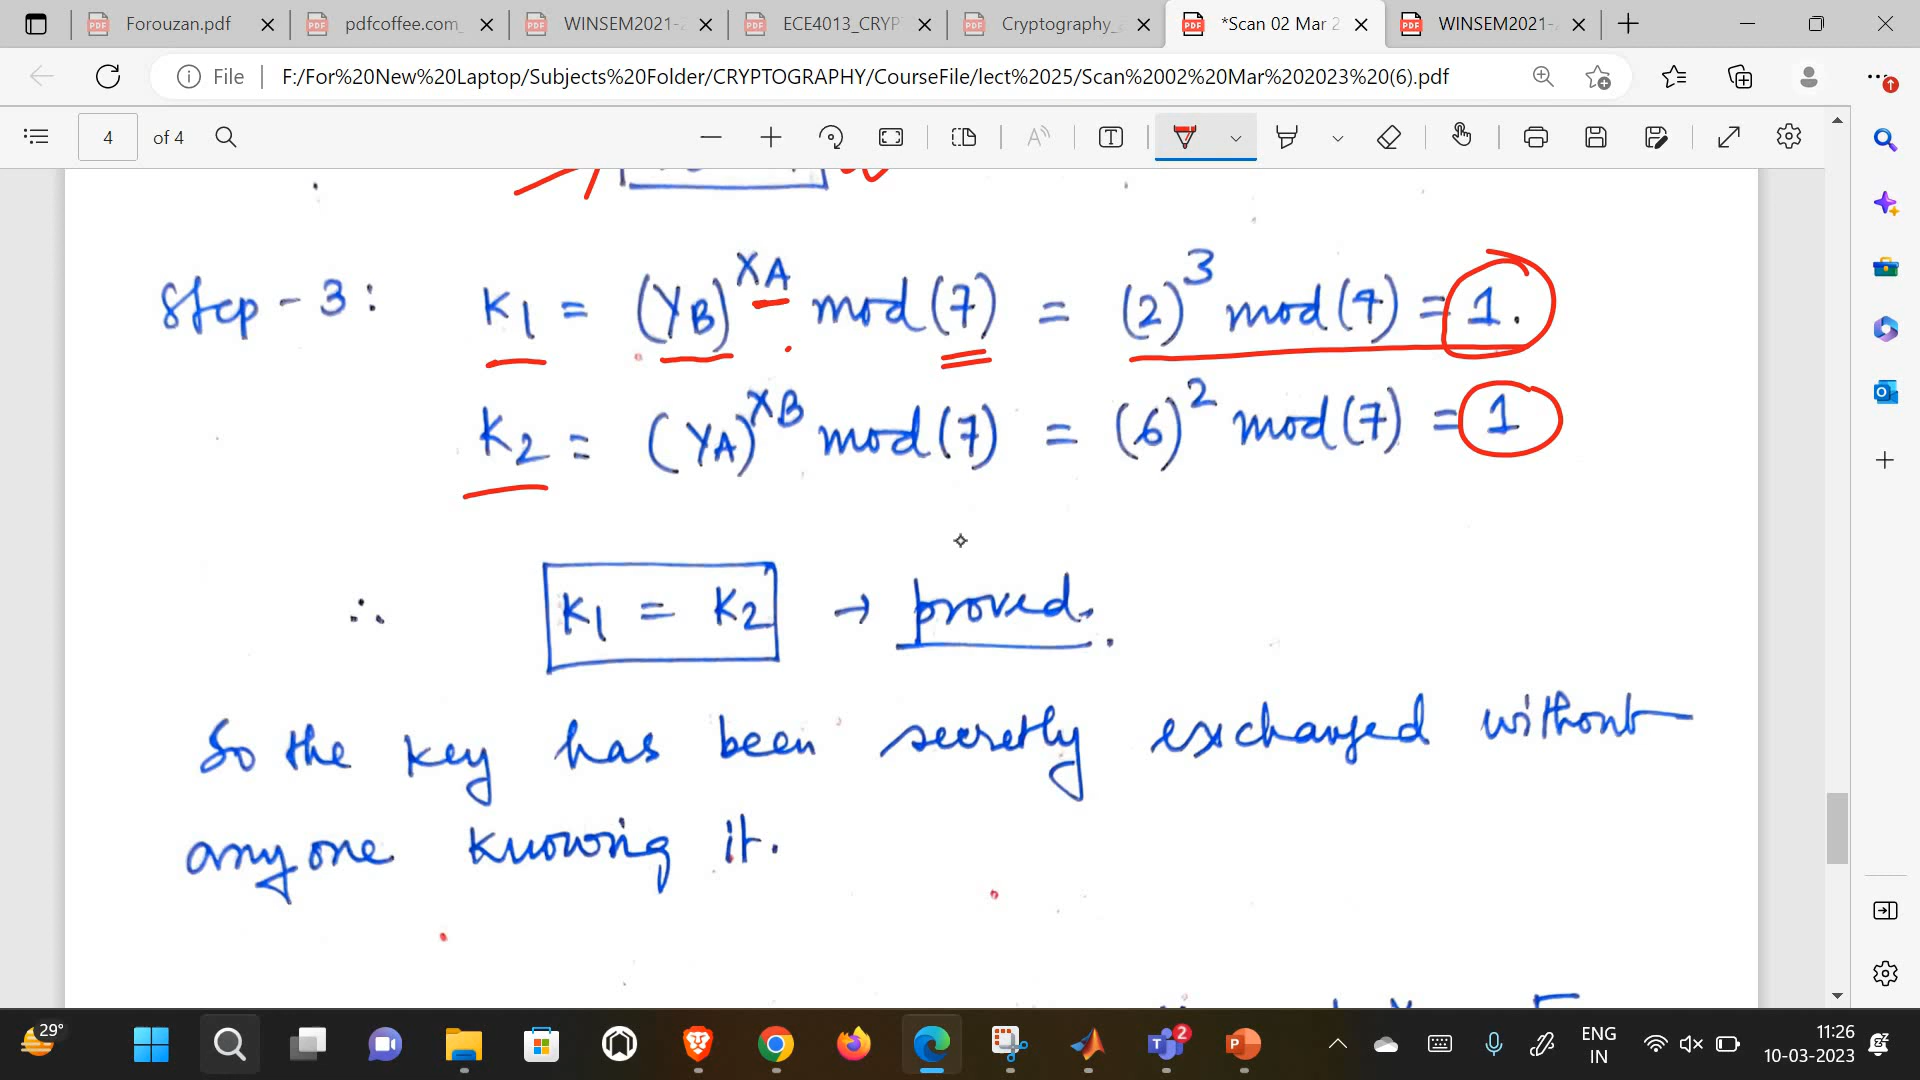 Forouzan.pdf
pdfcoffee.com_
WINSEM2021-
ECE4013_CRYP
Cryptography_
*Scan 02 Mar 2
WINSEM2021-
File
F:/For%20New%20Laptop/Subjects%20Folder/CRYPTOGRAPHY/CourseFile/lect%2025/Scan%2002%20Mar%202023%20(6).pdf
4 of 4
Step - 3: K1 = (YB)^XA mod (7) = (2)^3 mod (7) = 1.
K2 = (YA)^XB mod (7) = (6)^2 mod (7) = 1
∴ K1 = K2 → proved.
So the key has been secretly exchanged without
anyone knowing it.
29°
2
ENG
IN
11:26
10-03-2023